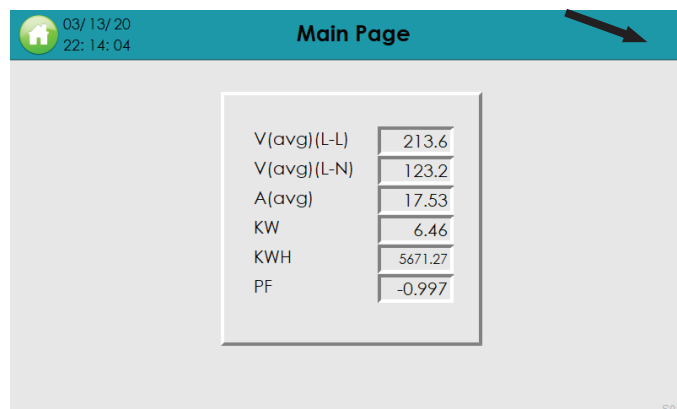 03/13/20
22:14:04
Main Page
V(avg)(L-L) 213.6
V(avg)(L-N) 123.2
A(avg) 17.53
KW 6.46
KWH 5671.27
PF -0.997